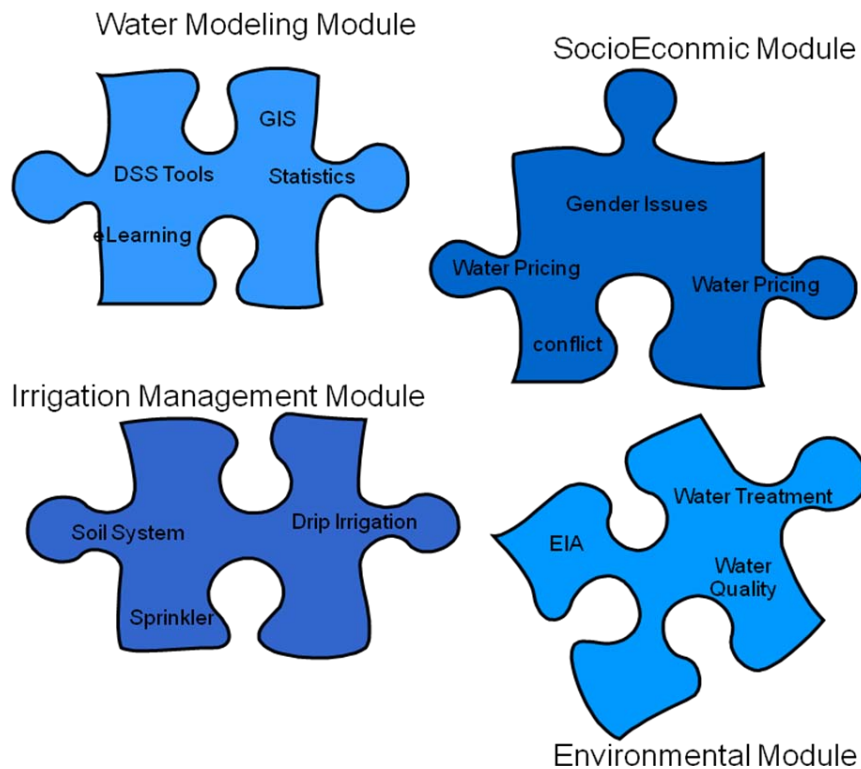 Water Modeling Module
GIS
DSS Tools
Statistics
eLearning
SocioEconmic Module
Gender Issues
Water Pricing
Water Pricing
conflict
Irrigation Management Module
Drip Irrigation
Soil System
Sprinkler
Water Treatment
EIA
Water
Quality
Environmental Module